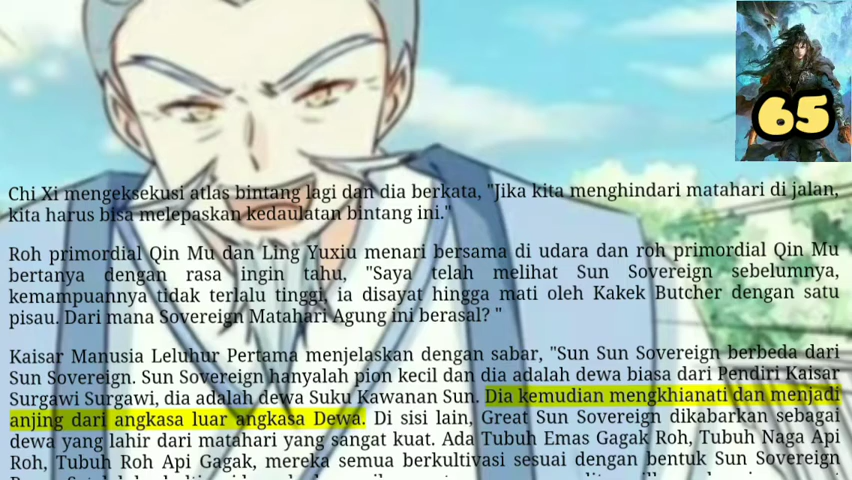 65
Chi Xi mengeksekusi atlas bintang lagi dan dia berkata, "Jika kita menghindari matahari di jalan,
kita harus bisa melepaskan kedaulatan bintang ini."
Roh primordial Qin Mu dan Ling Yuxiu menari bersama di udara dan roh primordial Qin Mu
bertanya dengan rasa ingin tahu, "Saya telah melihat Sun Sovereign sebelumnya,
kemampuannya tidak terlalu tinggi, ia disayat hingga mati oleh Kakek Butcher dengan satu
pisau. Dari mana Sovereign Matahari Agung ini berasal? "
Kaisar Manusia Leluhur Pertama menjelaskan dengan sabar, "Sun Sun Sovereign berbeda dari
Sun Sovereign. Sun Sovereign hanyalah pion kecil dan dia adalah dewa biasa dari Pendiri Kaisar
Surgawi Surgawi, dia adalah dewa Suku Kawanan Sun. Dia kemudian mengkhianati dan menjadi
anjing dari angkasa luar angkasa Dewa. Di sisi lain, Great Sun Sovereign dikabarkan sebagai
dewa yang lahir dari matahari yang sangat kuat. Ada Tubuh Emas Gagak Roh, Tubuh Naga Api
Roh, Tubuh Roh Api Gagak, mereka semua berkultivasi sesuai dengan bentuk Sun Sovereign